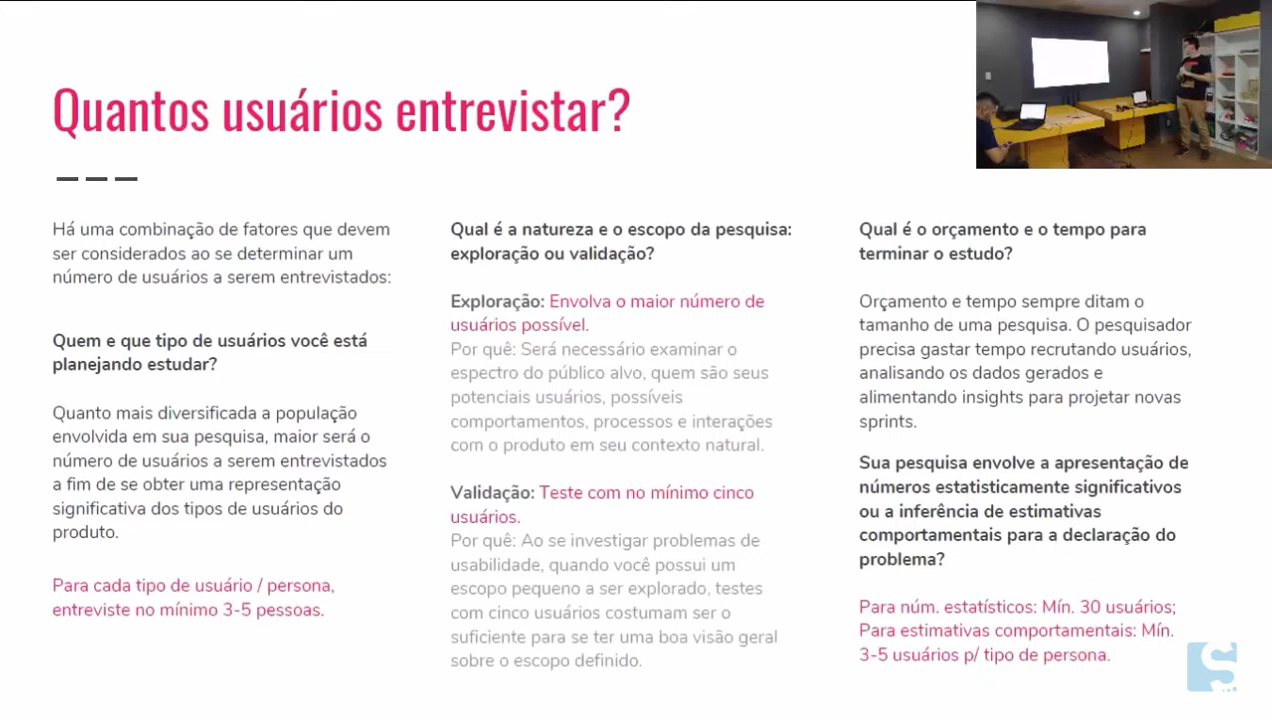 Quantos usuários entrevistar?
Há uma combinação de fatores que devem
ser considerados ao se determinar um
número de usuários a serem entrevistados:
Quem e que tipo de usuários você está
planejando estudar?
Quanto mais diversificada a população
envolvida em sua pesquisa, maior será o
número de usuários a serem entrevistados
a fim de se obter uma representação
significativa dos tipos de usuários do
produto.
Para cada tipo de usuário / persona,
entreviste no mínimo 3-5 pessoas.
Qual é a natureza e o escopo da pesquisa:
exploração ou validação?
Exploração: Envolva o maior número de
usuários possível.
Por quê: Será necessário examinar o
espectro do público alvo, quem são seus
potenciais usuários, possíveis
comportamentos, processos e interações
com o produto em seu contexto natural.
Validação: Teste com no mínimo cinco
usuários.
Por quê: Ao se investigar problemas de
usabilidade, quando você possui um
escopo pequeno a ser explorado, testes
com cinco usuários costumam ser o
suficiente para se ter uma boa visão geral
sobre o escopo definido.
Qual é o orçamento e o tempo para
terminar o estudo?
Orçamento e tempo sempre ditam o
tamanho de uma pesquisa. O pesquisador
precisa gastar tempo recrutando usuários,
analisando os dados gerados e
alimentando insights para projetar novas
sprints.
Sua pesquisa envolve a apresentação de
números estatisticamente significativos
ou a inferência de estimativas
comportamentais para a declaração do
problema?
Para núm. estatísticos: Mín. 30 usuários;
Para estimativas comportamentais: Mín.
3-5 usuários p/ tipo de persona.
S